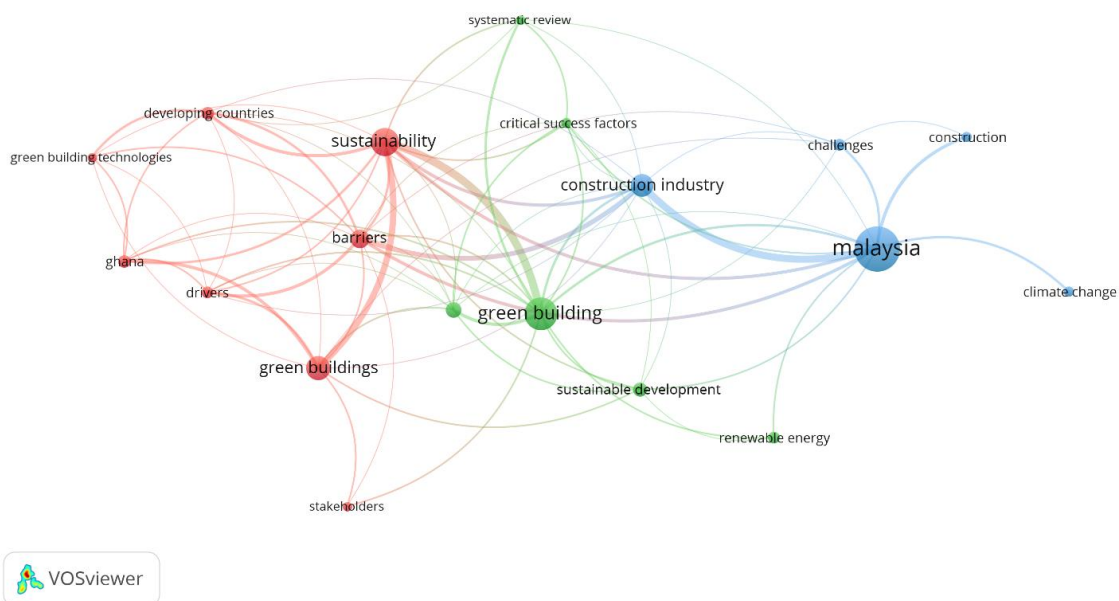 systematic review
developing countries
critical success factors
sustainability
construction
challenges
green building technologies
construction industry
barriers
malaysia
ghana
drivers
climate change
green building
green buildings
sustainable development
renewable energy
stakeholders
VOSviewer